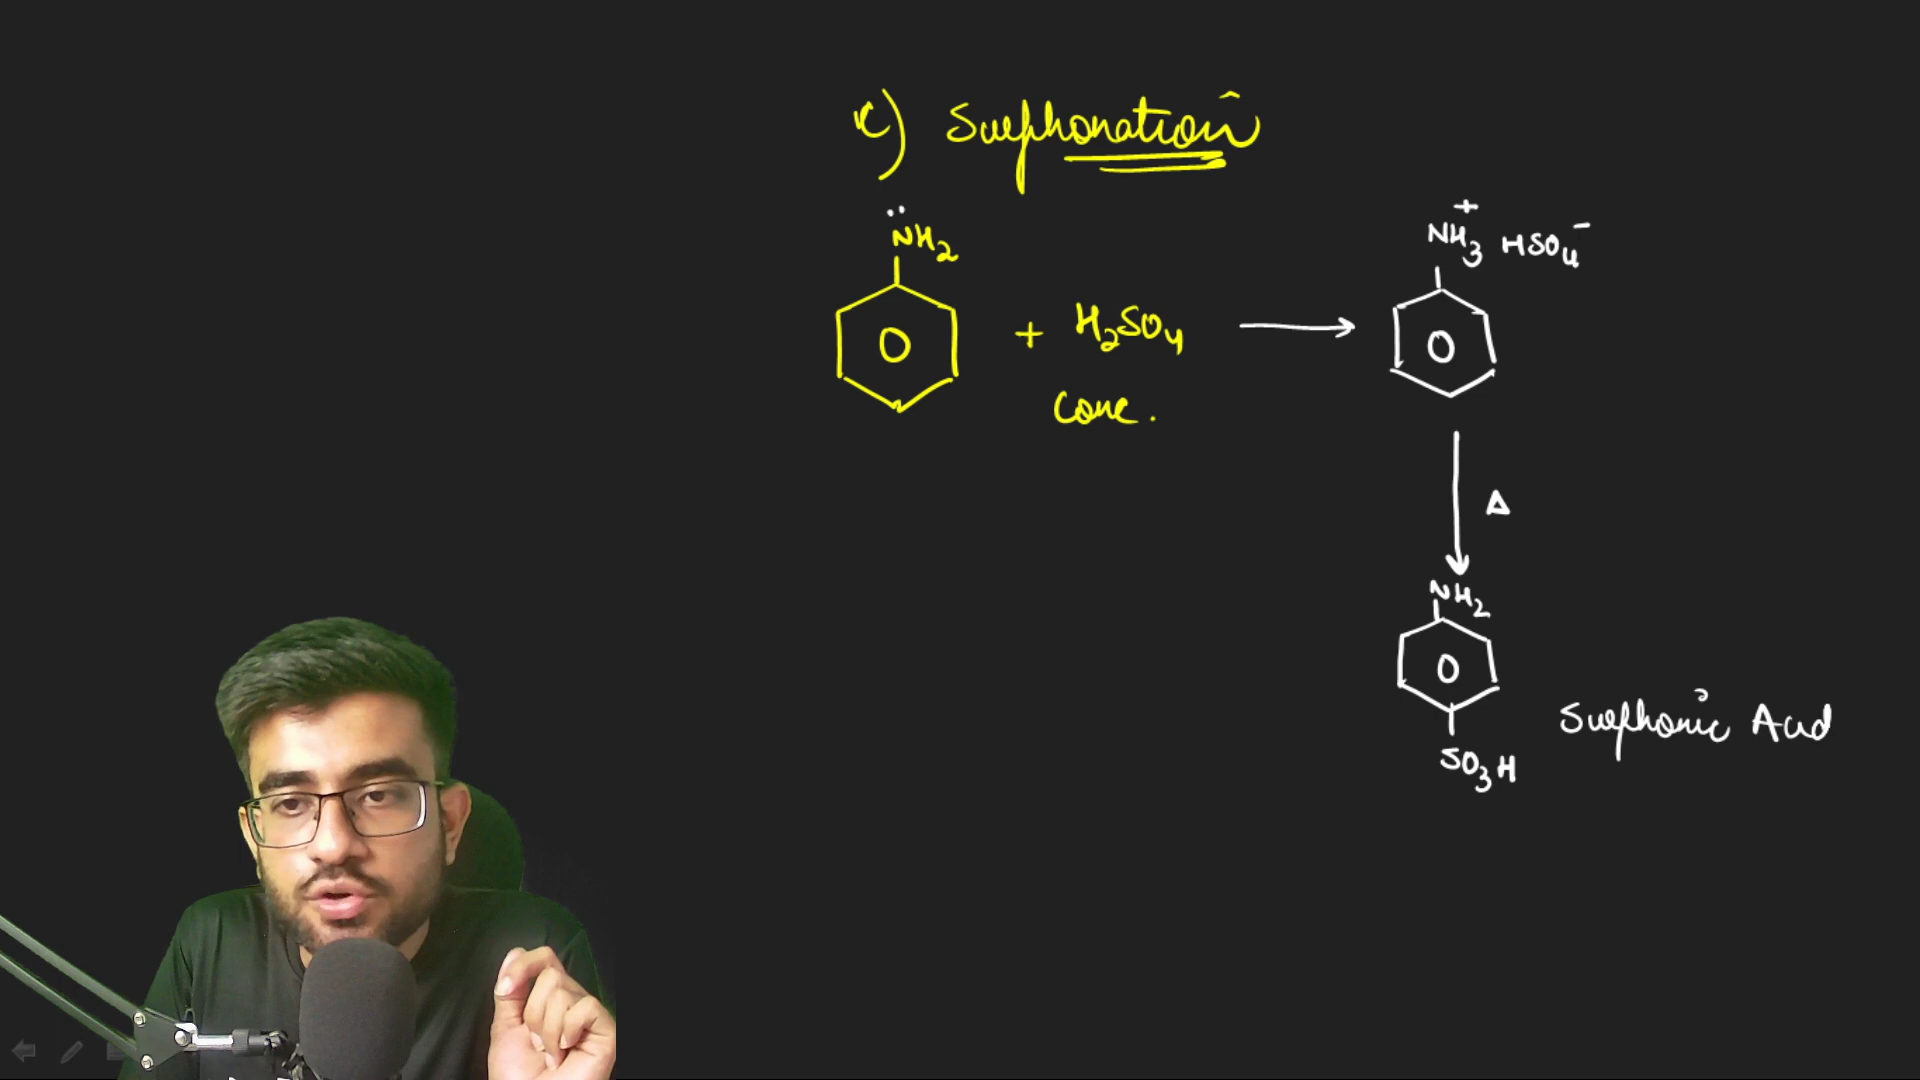 c) Sulphonation
NH2
+ H2SO4
Conc.
NH3+ HSO4-
Δ
NH2
SO3H
Sulphonic Acid